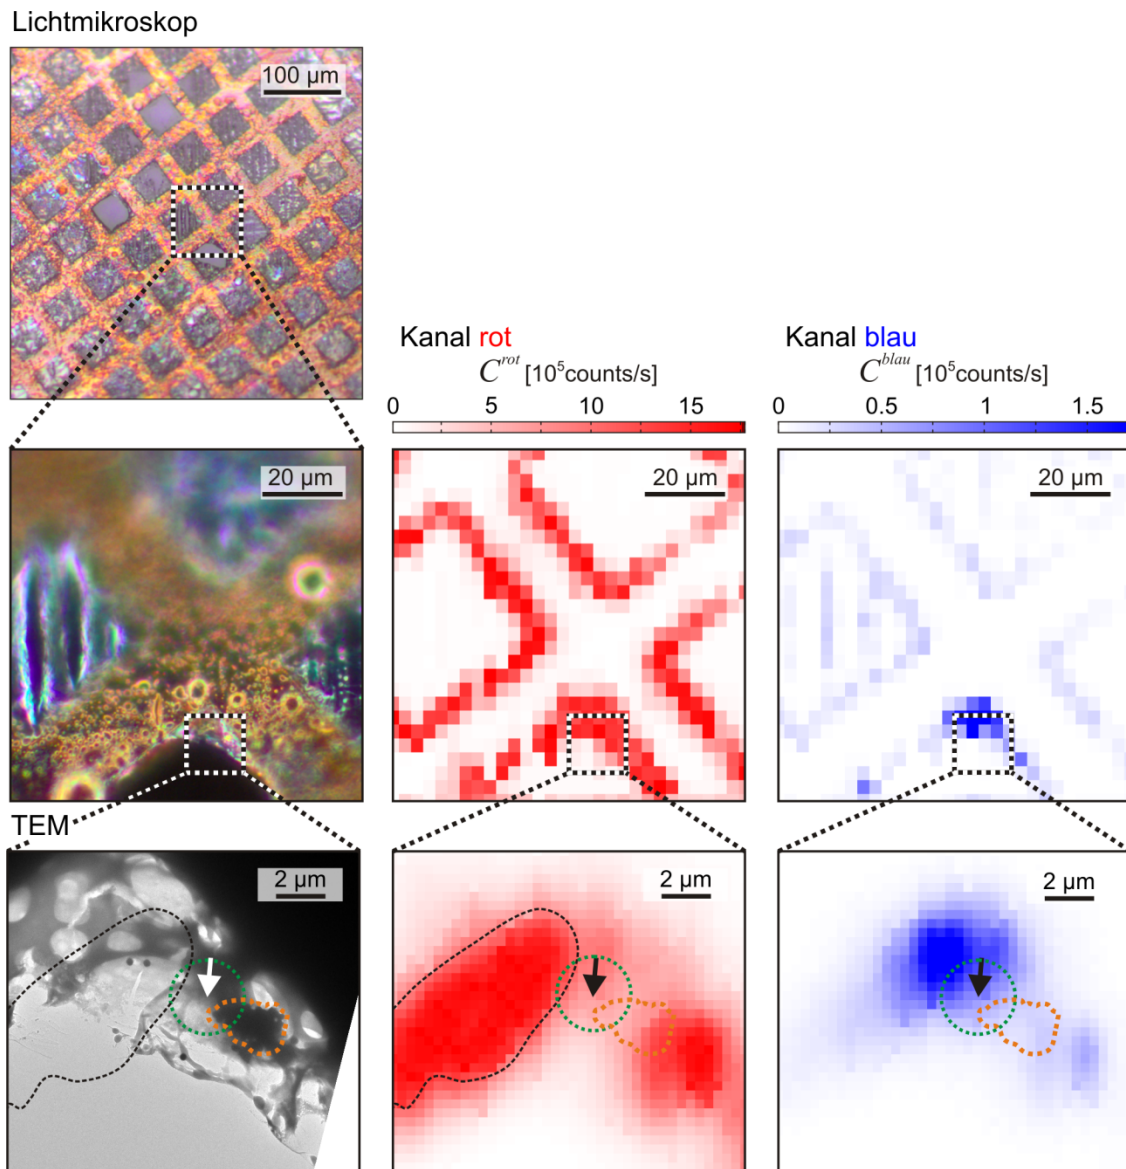 Lichtmikroskop
100 µm
Kanal rot
C^rot [10^5counts/s]
0 5 10 15
Kanal blau
C^blau [10^5counts/s]
0 0.5 1 1.5
20 µm
20 µm
20 µm
TEM
2 µm
2 µm
2 µm